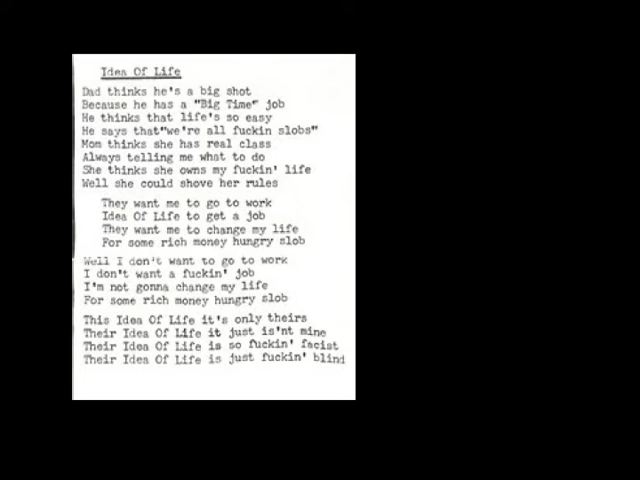 Idea Of Life
Dad thinks he's a big shot
Because he has a "Big Time" job
He thinks that life's so easy
He says that"we're all fuckin slobs"
Mom thinks she has real class
Always telling me what to do
She thinks she owns my fuckin' life
Well she could shove her rules
They want me to go to work
Idea Of Life to get a job
They want me to change my life
For some rich money hungry slob
Well I don't want to go to work
I don't want a fuckin' job
I'm not gonna change my life
For some rich money hungry slob
This Idea Of Life it's only theirs
Their Idea Of Life it just is'nt mine
Their Idea Of Life is so fuckin' facist
Their Idea Of Life is just fuckin' blind